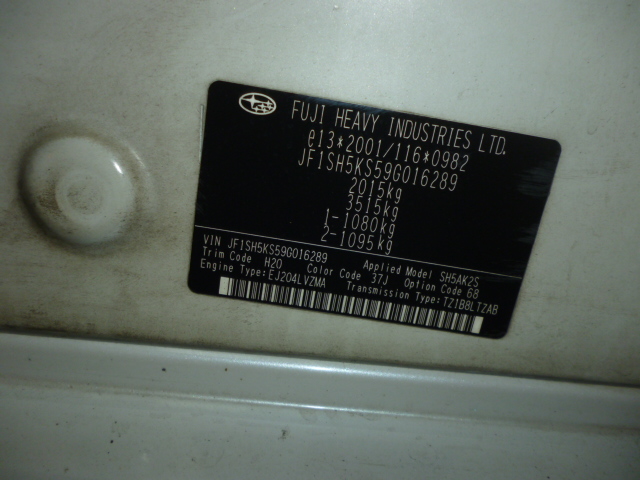 FUJI HEAVY INDUSTRIES LTD.
e13*2001/116*0982
JF1SH5KS59G016289
2015kg
3515kg
1-1080kg
2-1095kg
VIN JF1SH5KS59G016289 Applied Model SH5AK2S
Trim Code H20 Color Code 37J Option Code 68
Engine Type: EJ204LVZMA Transmission Type: TZ1B8LTZAB